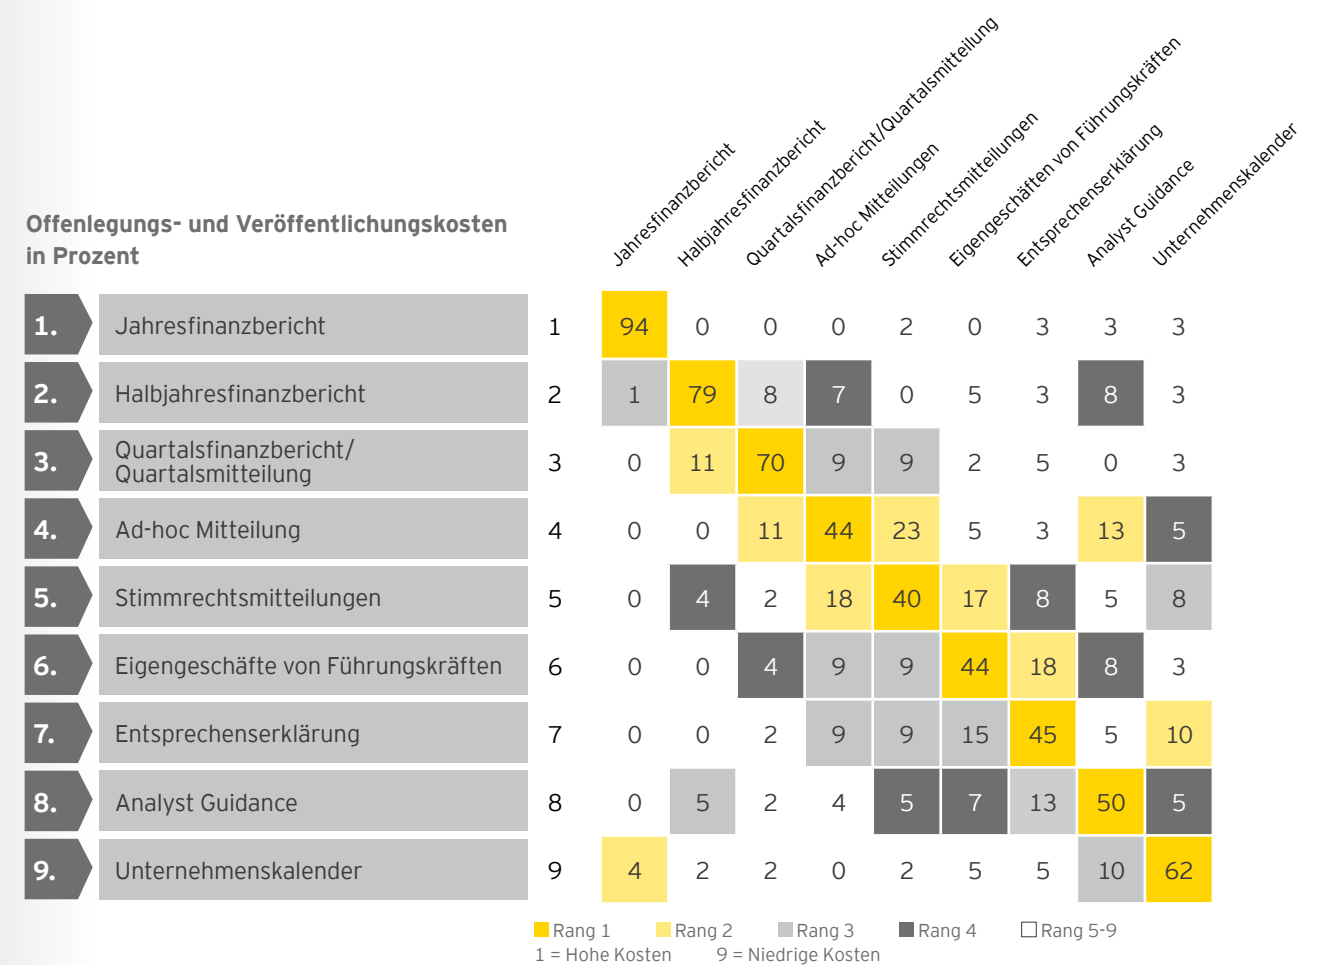 Jahresfinanzbericht
Halbjahresfinanzbericht
Quartalsfinanzbericht/Quartalsmitteilung
Ad-hoc Mitteilungen
Stimmrechtsmitteilungen
Eigengeschäften von Führungskräften
Entsprechenserklärung
Analyst Guidance
Unternehmenskalender
Offenlegungs- und Veröffentlichungskosten
in Prozent
1. Jahresfinanzbericht 1 94 0 0 0 2 0 3 3 3
2. Halbjahresfinanzbericht 2 1 79 8 7 0 5 3 8 3
3. Quartalsfinanzbericht/
Quartalsmitteilung 3 0 11 70 9 9 2 5 0 3
4. Ad-hoc Mitteilung 4 0 0 11 44 23 5 3 13 5
5. Stimmrechtsmitteilungen 5 0 4 2 18 40 17 8 5 8
6. Eigengeschäfte von Führungskräften 6 0 0 4 9 9 44 18 8 3
7. Entsprechenserklärung 7 0 0 2 9 9 15 45 5 10
8. Analyst Guidance 8 0 5 2 4 5 7 13 50 5
9. Unternehmenskalender 9 4 2 2 0 2 5 5 10 62
Rang 1 Rang 2 Rang 3 Rang 4 Rang 5-9
1 = Hohe Kosten 9 = Niedrige Kosten